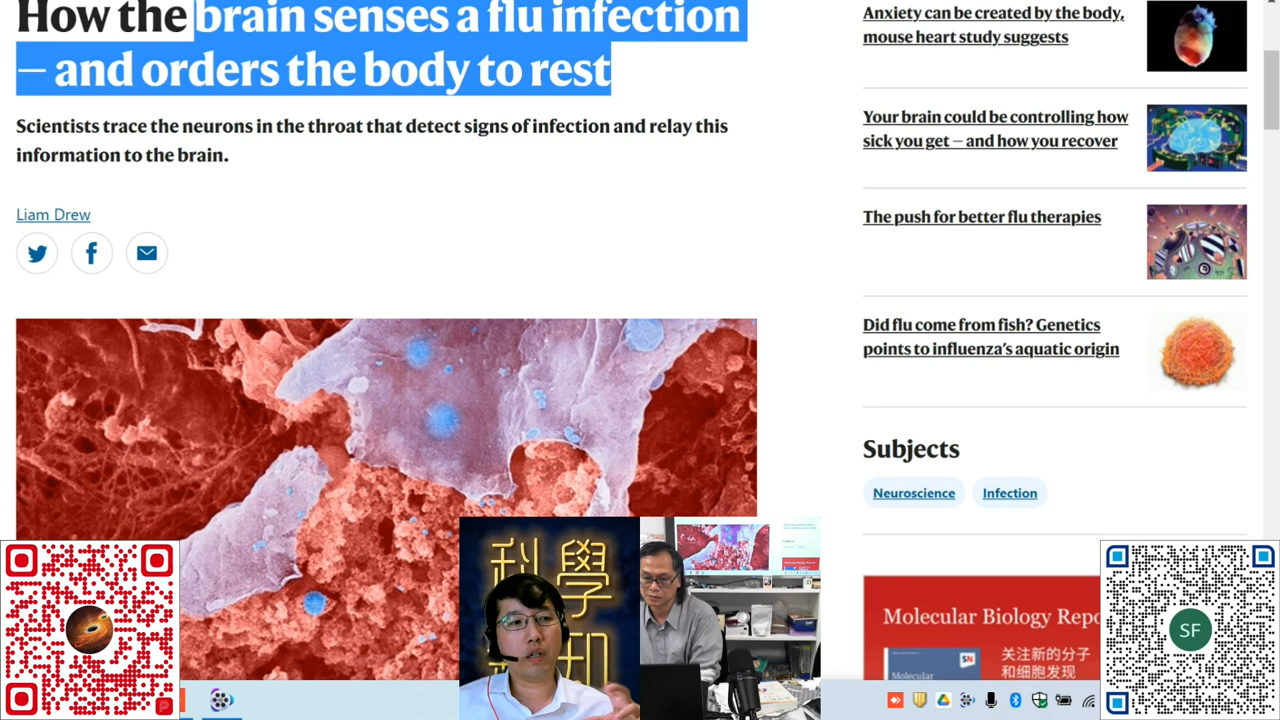 How the brain senses a flu infection
— and orders the body to rest
Scientists trace the neurons in the throat that detect signs of infection and relay this
information to the brain.
Liam Drew
Anxiety can be created by the body,
mouse heart study suggests
Your brain could be controlling how
sick you get — and how you recover
The push for better flu therapies
Did flu come from fish? Genetics
points to influenza's aquatic origin
Subjects
Neuroscience
Infection
Molecular Biology Repo
SN
Molecular
关注新的分子
和细胞发现
科學
SF